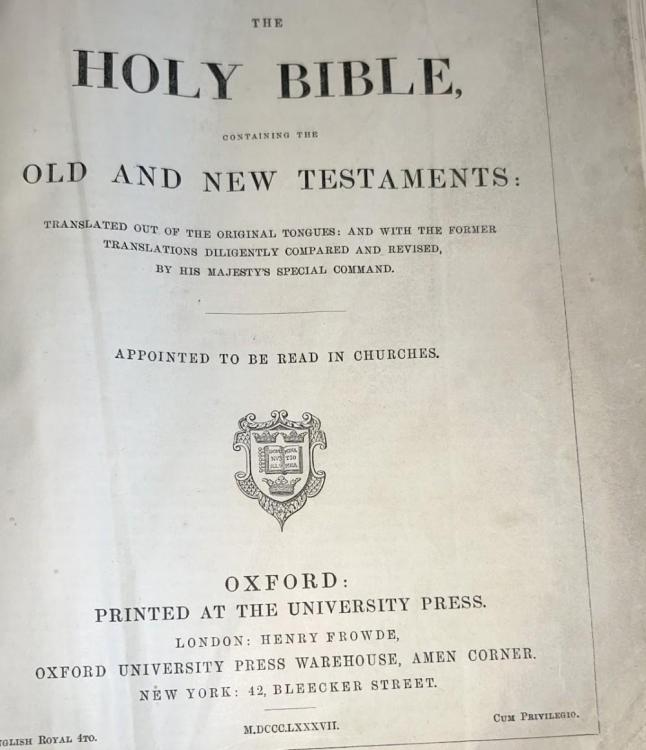 THE
HOLY BIBLE,
CONTAINING THE
OLD AND NEW TESTAMENTS:
TRANSLATED OUT OF THE ORIGINAL TONGUES: AND WITH THE FORMER
TRANSLATIONS DILIGENTLY COMPARED AND REVISED,
BY HIS MAJESTY'S SPECIAL COMMAND.
APPOINTED TO BE READ IN CHURCHES.
OXFORD:
PRINTED AT THE UNIVERSITY PRESS.
LONDON: HENRY FROWDE,
OXFORD UNIVERSITY PRESS WAREHOUSE, AMEN CORNER.
NEW YORK: 42, BLEECKER STREET.
NGLISH ROYAL 4TO.
M.DCCC.LXXXVII.
CUM PRIVILEGIO.